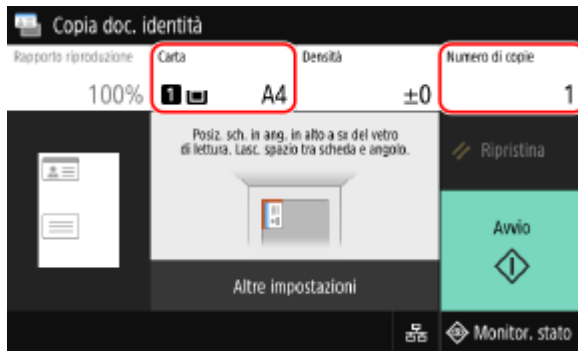 Copia doc. identità
Rapporto riproduzione
Carta
Densità
Numero di copie
100%
1
A4
±0
1
Posiz. sch. in ang. in alto a sx del vetro
di lettura. Lasc. spazio tra scheda e angolo.
Ripristina
Avvio
Altre impostazioni
Monitor. stato